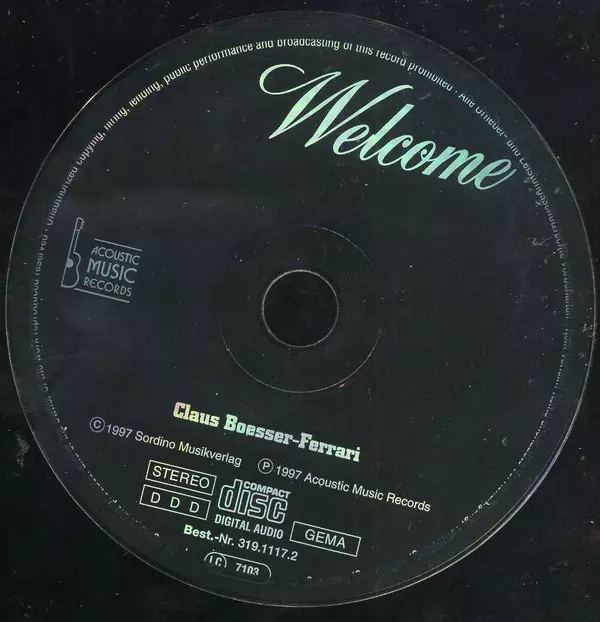 Unauthorized copying, hiring, lending, public performance and broadcasting of this record prohibited · Alle Urheber- und
Welcome
ACOUSTIC
MUSIC
RECORDS
Claus Boesser-Ferrari
© 1997 Sordino Musikverlag ℗ 1997 Acoustic Music Records
STEREO
DDD
COMPACT
disc
DIGITAL AUDIO
GEMA
Best.-Nr. 319.1117.2
LC 7103